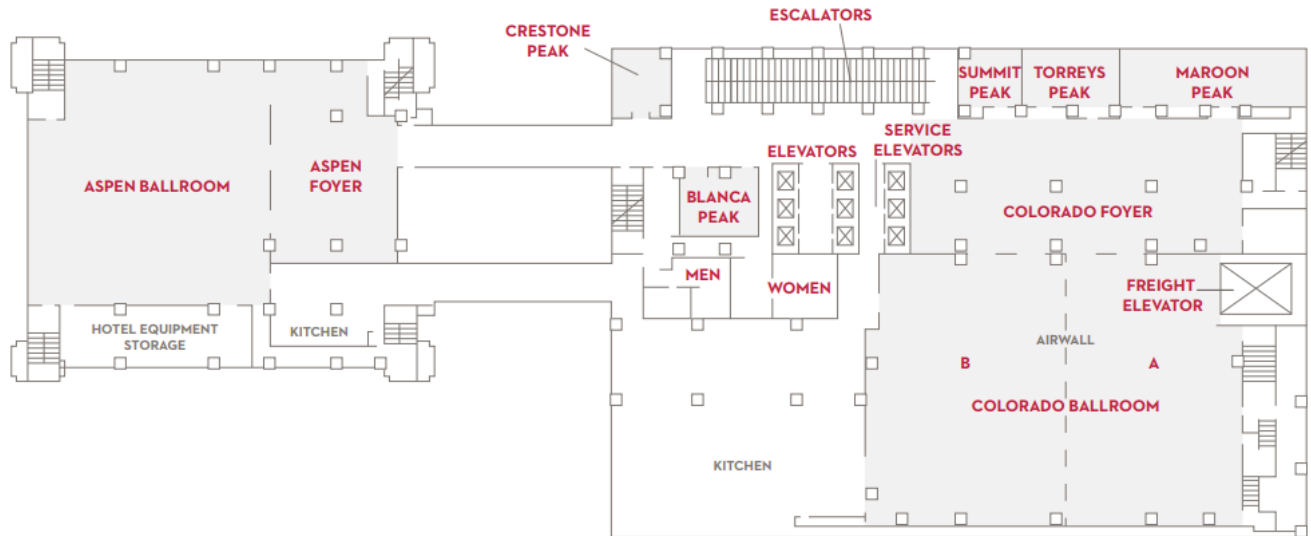 ESCALATORS
CRESTONE
PEAK
SUMMIT
PEAK
TORREYS
PEAK
MAROON
PEAK
SERVICE
ELEVATORS
ELEVATORS
ASPEN BALLROOM
ASPEN
FOYER
BLANCA
PEAK
COLORADO FOYER
MEN
WOMEN
FREIGHT
ELEVATOR
HOTEL EQUIPMENT
STORAGE
KITCHEN
AIRWALL
B
A
COLORADO BALLROOM
KITCHEN